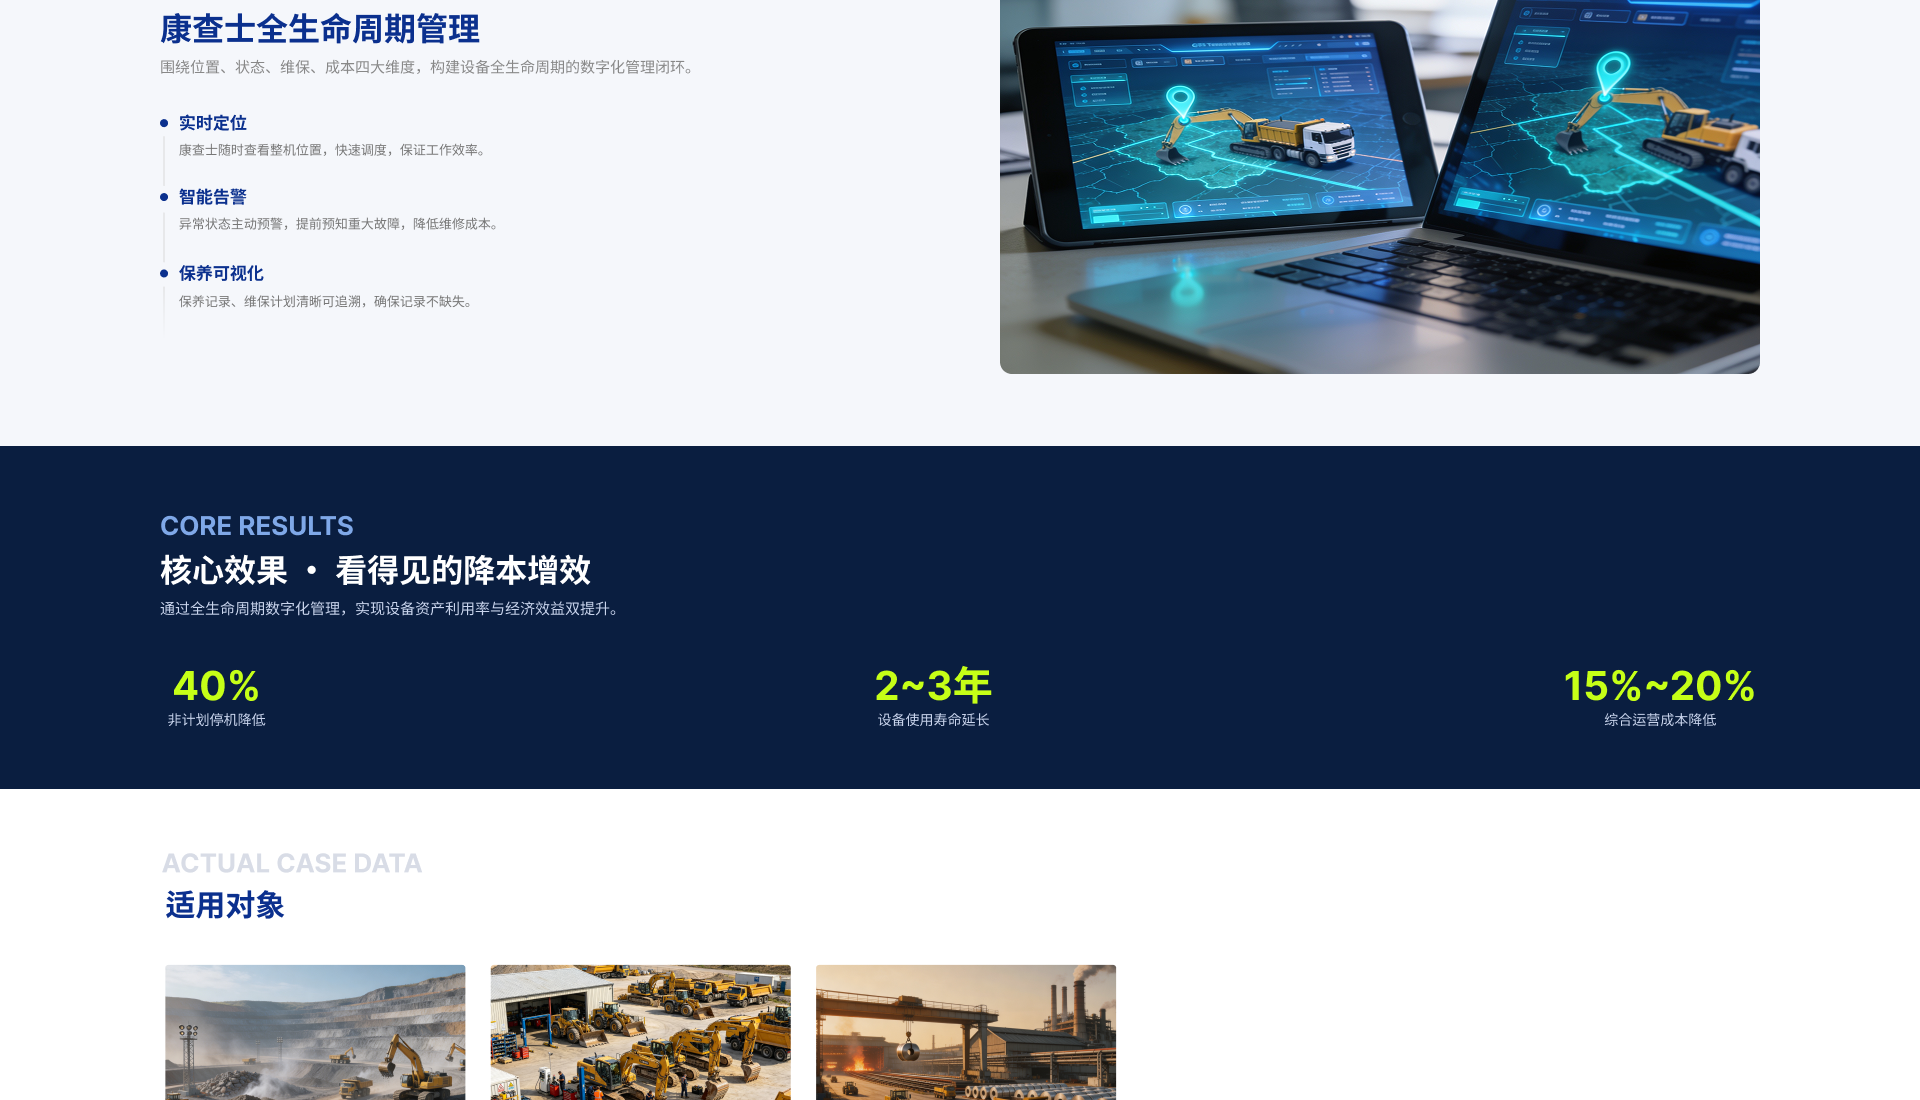 康查士全生命周期管理
围绕位置、状态、维保、成本四大维度，构建设备全生命周期的数字化管理闭环。
实时定位
康查士随时查看整机位置，快速调度，保证工作效率。
智能告警
异常状态主动预警，提前预知重大故障，降低维修成本。
保养可视化
保养记录、维保计划清晰可追溯，确保记录不缺失。
CORE RESULTS
核心效果 · 看得见的降本增效
通过全生命周期数字化管理，实现设备资产利用率与经济效益双提升。
40%
非计划停机降低
2~3年
设备使用寿命延长
15%~20%
综合运营成本降低
ACTUAL CASE DATA
适用对象